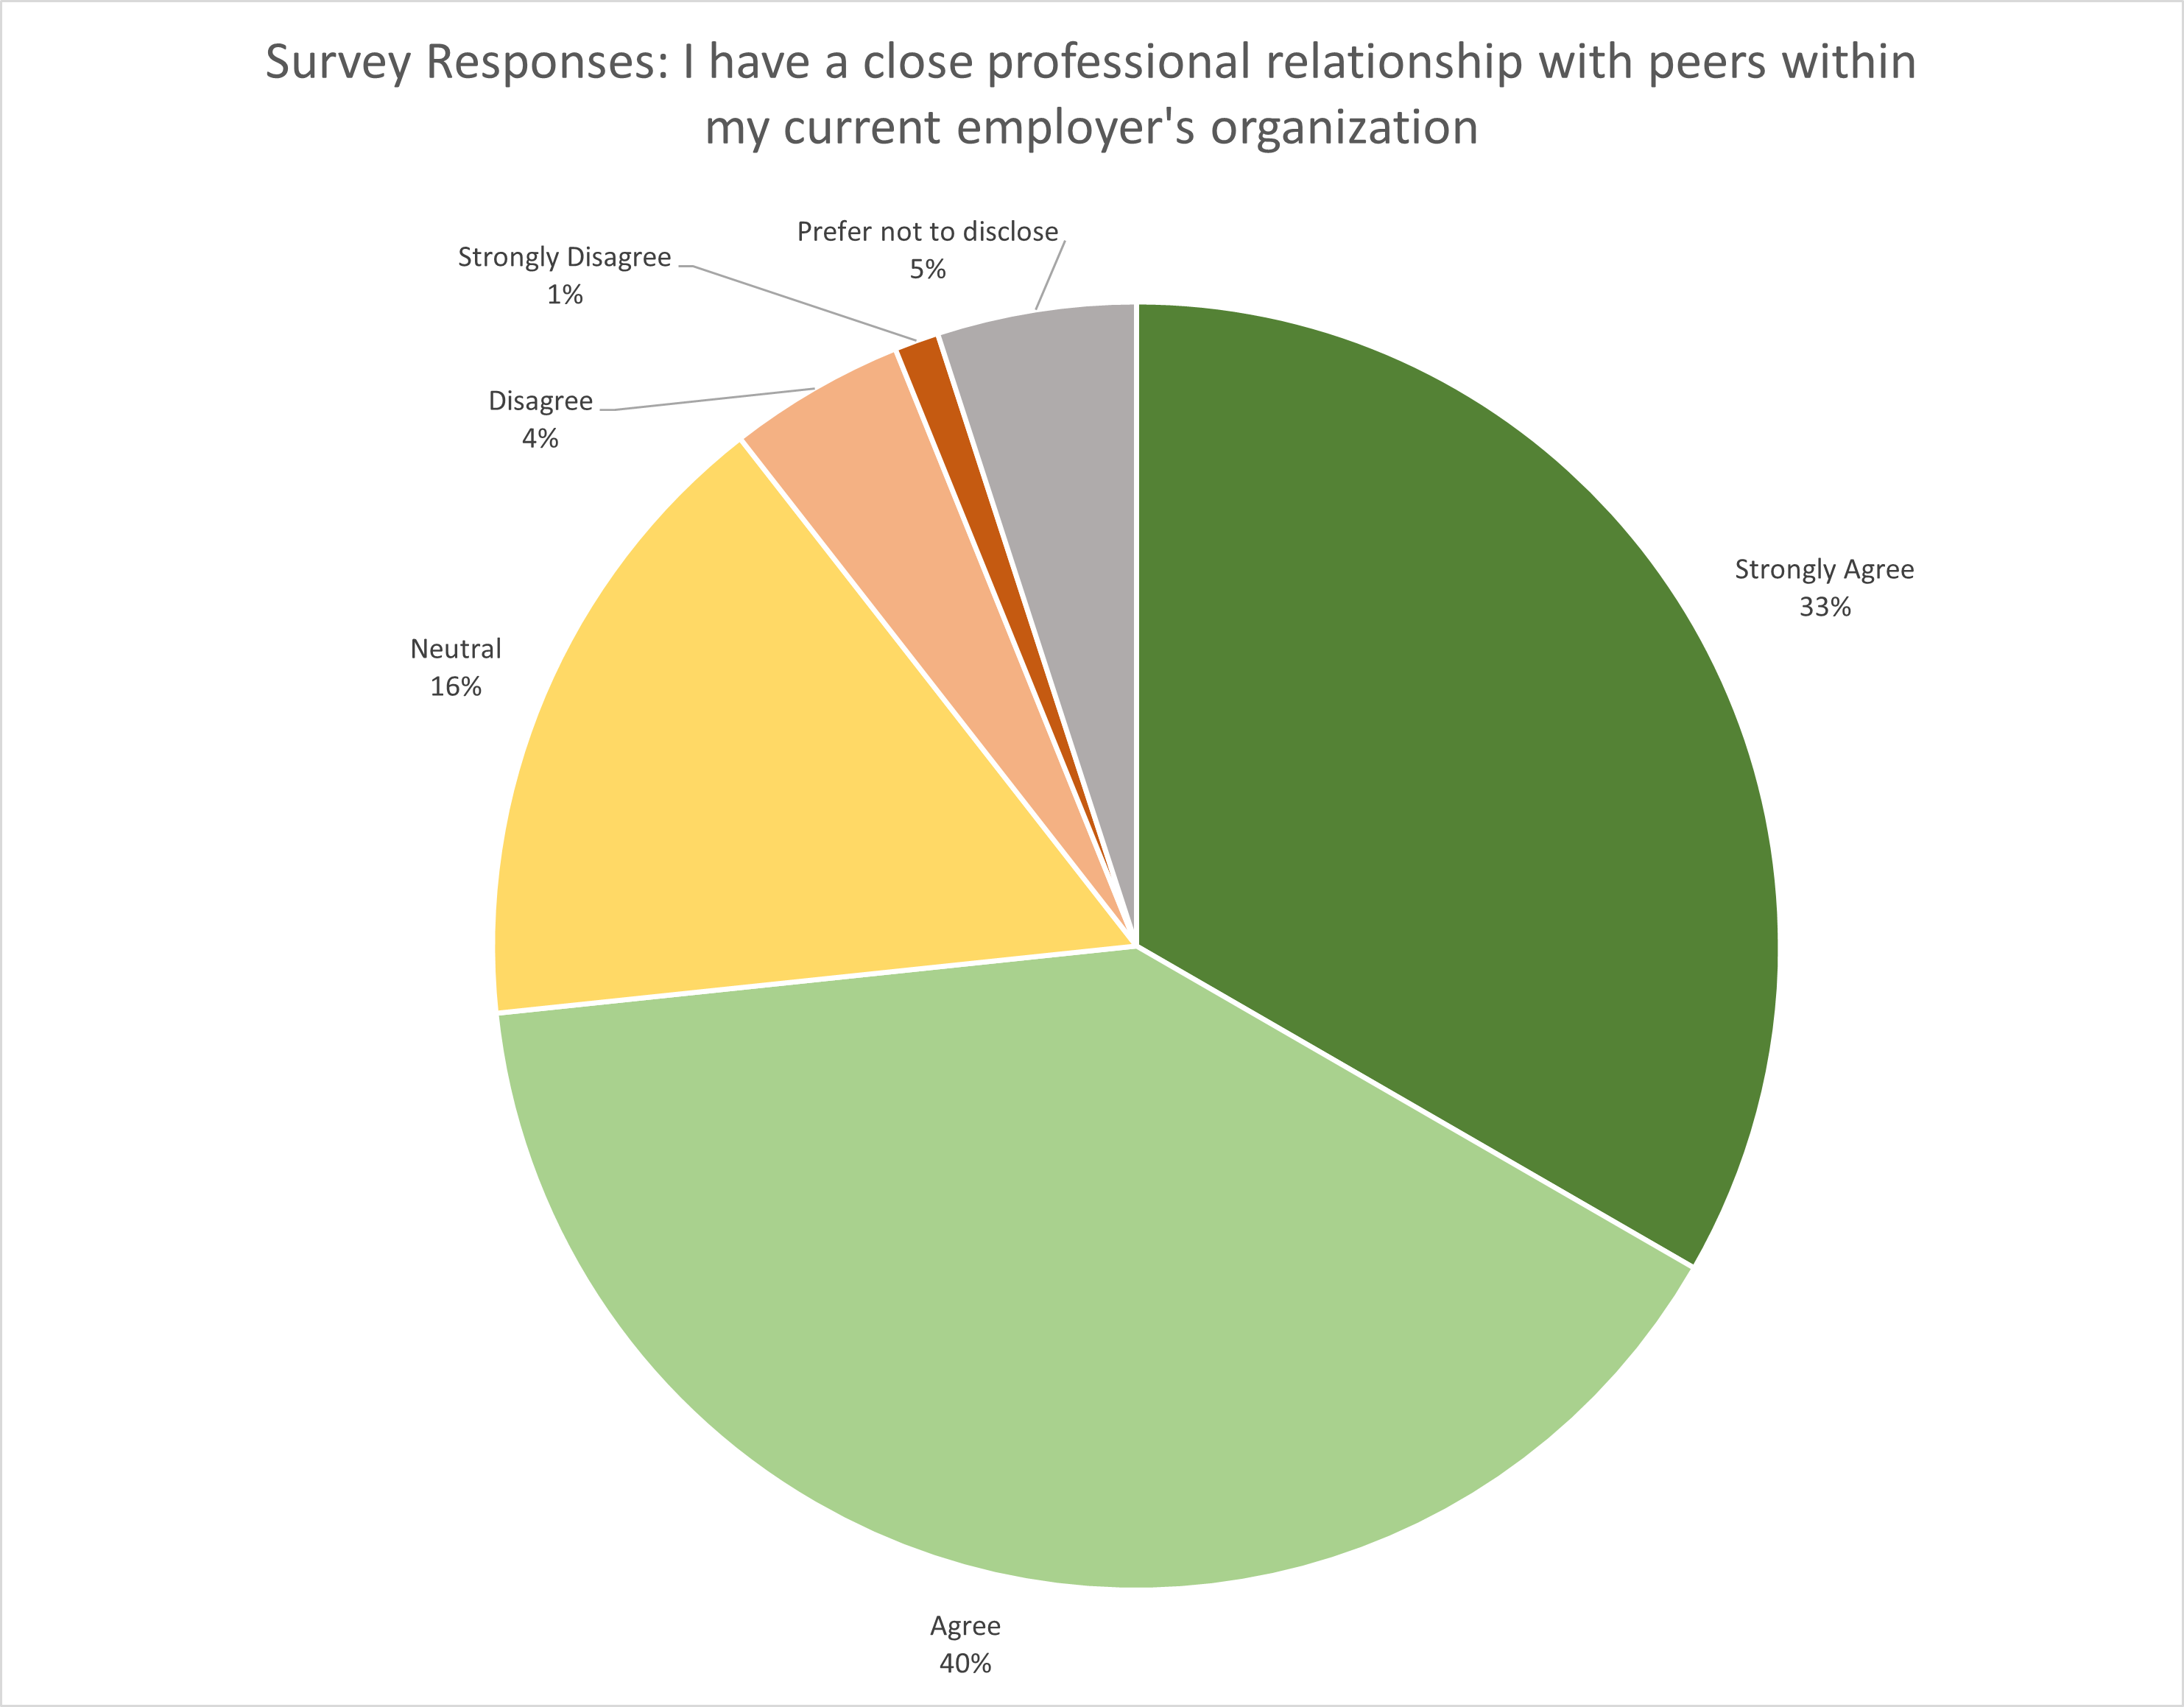 Survey Responses: I have a close professional relationship with peers within
my current employer's organization
Prefer not to disclose
5%
Strongly Disagree
1%
Disagree
4%
Strongly Agree
33%
Neutral
16%
Agree
40%